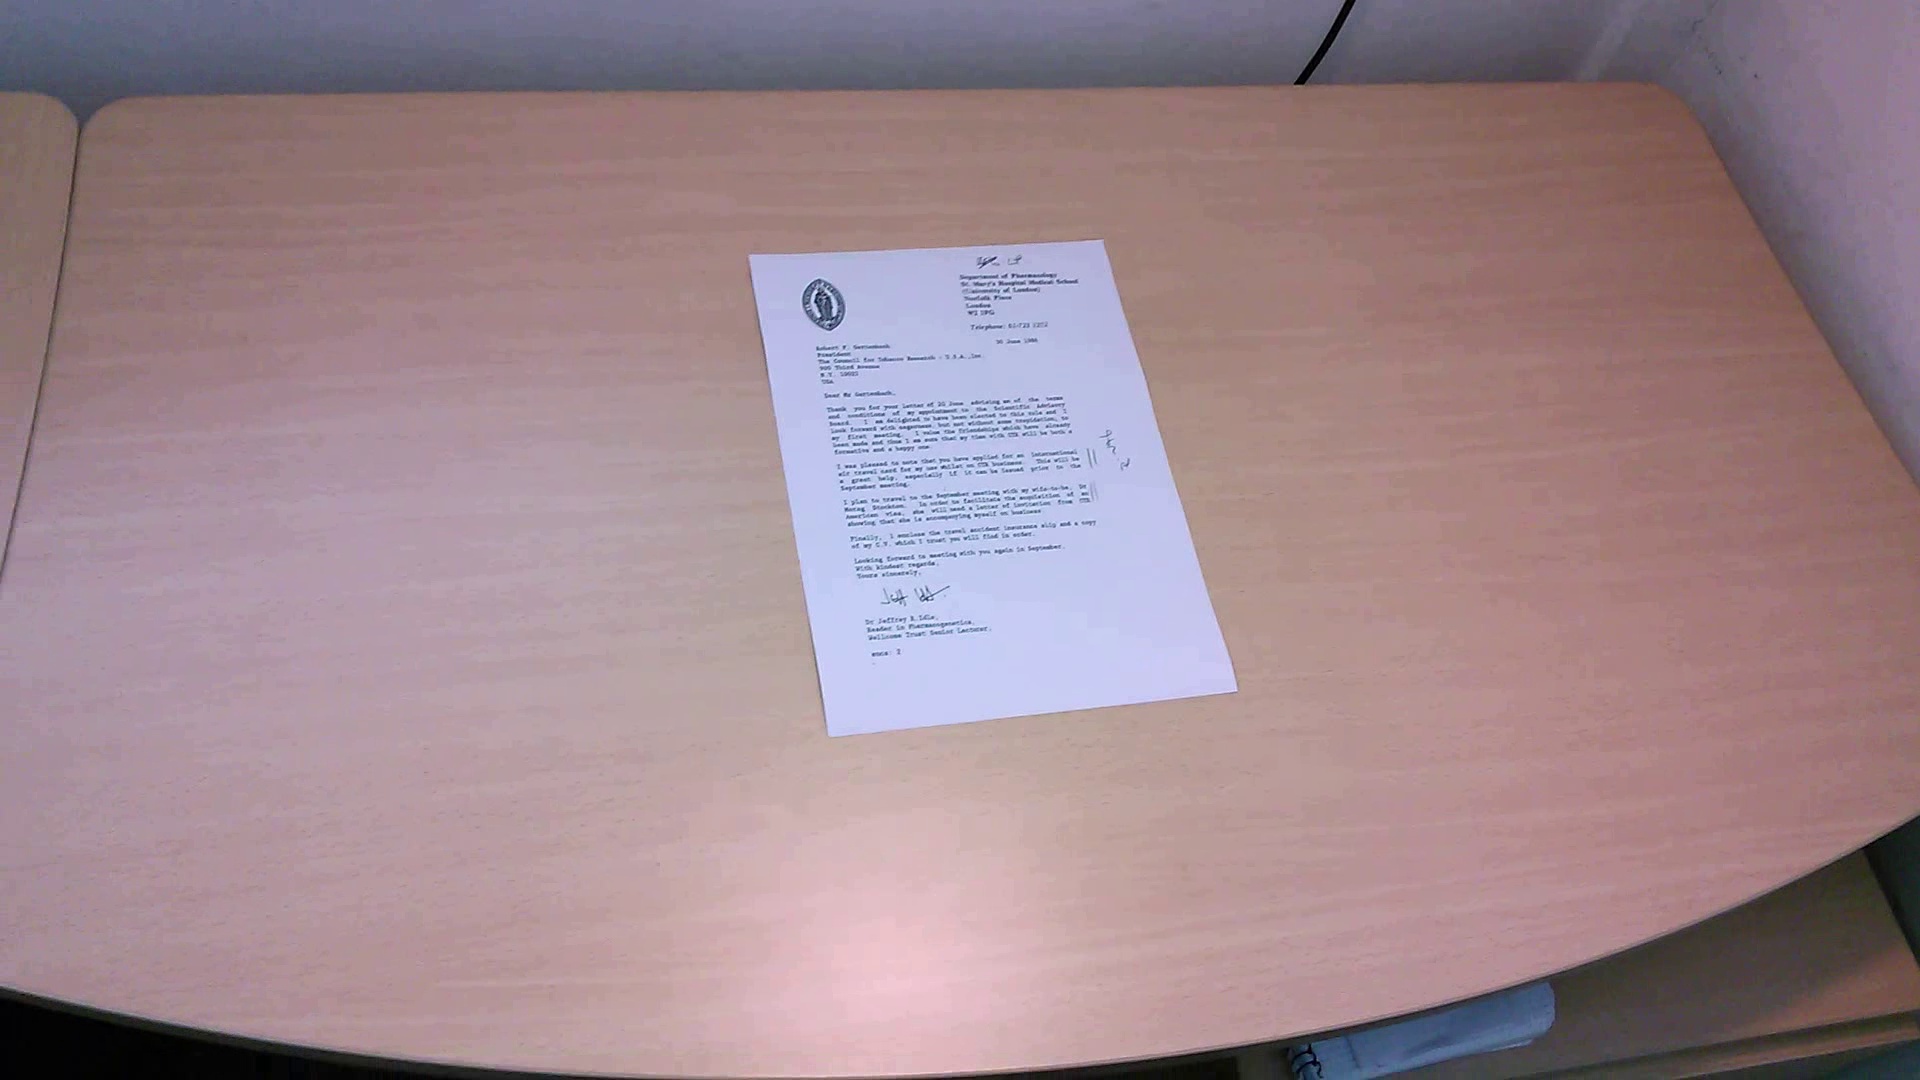 Department of Pharmacology
St. Mary's Hospital Medical School
(University of London)
Norfolk Place
London
W2 1PG
Telephone: 01-723 1252
30 June 1986
Robert F. Gertenbach
President
The Council for Tobacco Research - U.S.A.,Inc.
900 Third Avenue
N.Y. 10022
USA
Dear Mr Gertenbach,
Thank you for your letter of 20 June advising me of the terms
and conditions of my appointment to the Scientific Advisory
Board. I am delighted to have been elected to this role and I
look forward with eagerness, but not without some trepidation, to
my first meeting. I value the friendships which have already
been made and thus I am sure that my time with CTR will be both a
formative and a happy one.
I was pleased to note that you have applied for an international
air travel card for my use whilst on CTR business. This will be
a great help, especially if it can be issued prior to the
September meeting.
I plan to travel to the September meeting with my wife-to-be, Dr
Morag Stockton. In order to facilitate the acquisition of an
American visa, she will need a letter of invitation from CTR
showing that she is accompanying myself on business
Finally, I enclose the travel accident insurance slip and a copy
of my C.V. which I trust you will find in order.
Looking forward to meeting with you again in September.
With kindest regards,
Yours sincerely,
Dr Jeffrey R.Idle,
Reader in Pharmacogenetics,
Wellcome Trust Senior Lecturer.
encs: 2